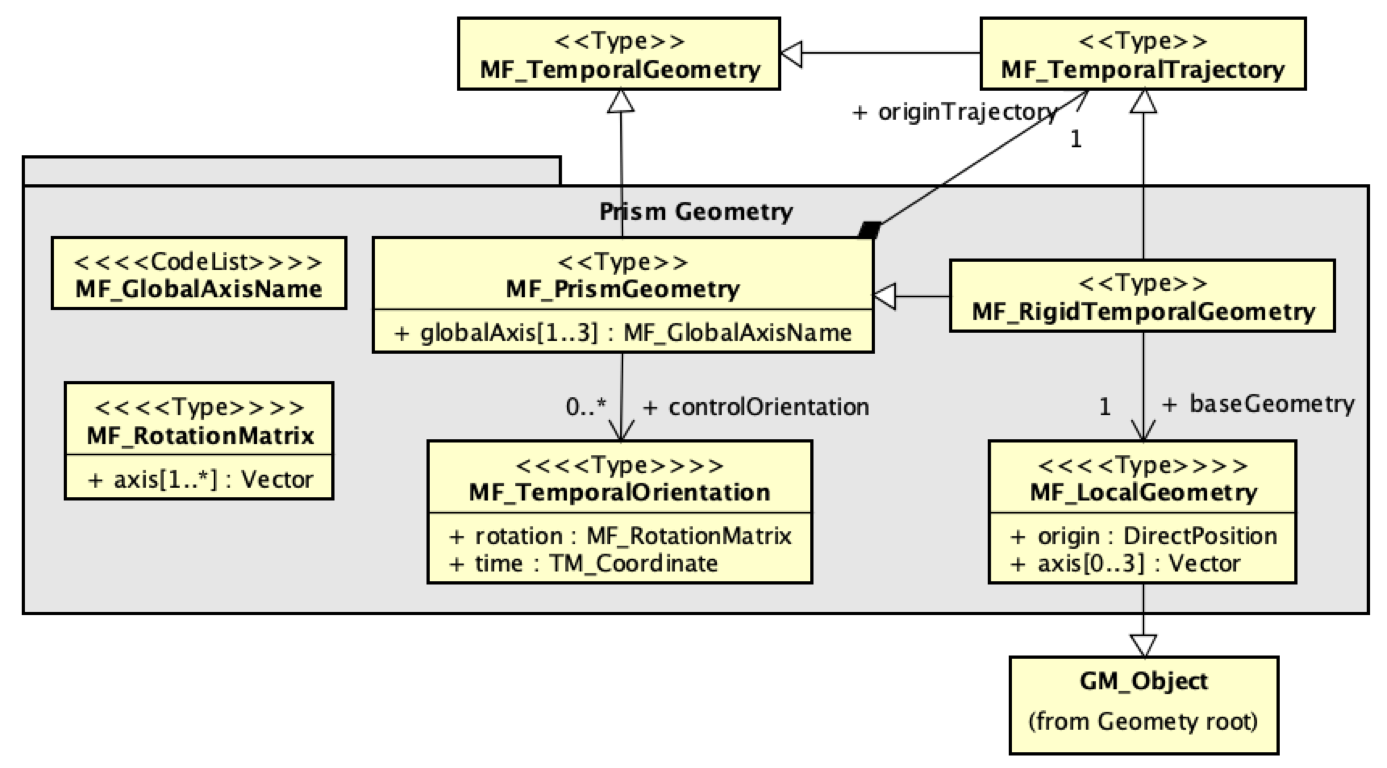 <<Type>>
MF_TemporalGeometry
<<Type>>
MF_TemporalTrajectory
+ originTrajectory
1
Prism Geometry
<<<<CodeList>>>>
MF_GlobalAxisName
<<Type>>
MF_PrismGeometry
+ globalAxis[1..3] : MF_GlobalAxisName
<<Type>>
MF_RigidTemporalGeometry
0..*
+ controlOrientation
1
+ baseGeometry
<<<<Type>>>>
MF_RotationMatrix
+ axis[1..*] : Vector
<<<<Type>>>>
MF_TemporalOrientation
+ rotation : MF_RotationMatrix
+ time : TM_Coordinate
<<<<Type>>>>
MF_LocalGeometry
+ origin : DirectPosition
+ axis[0..3] : Vector
GM_Object
(from Geomety root)